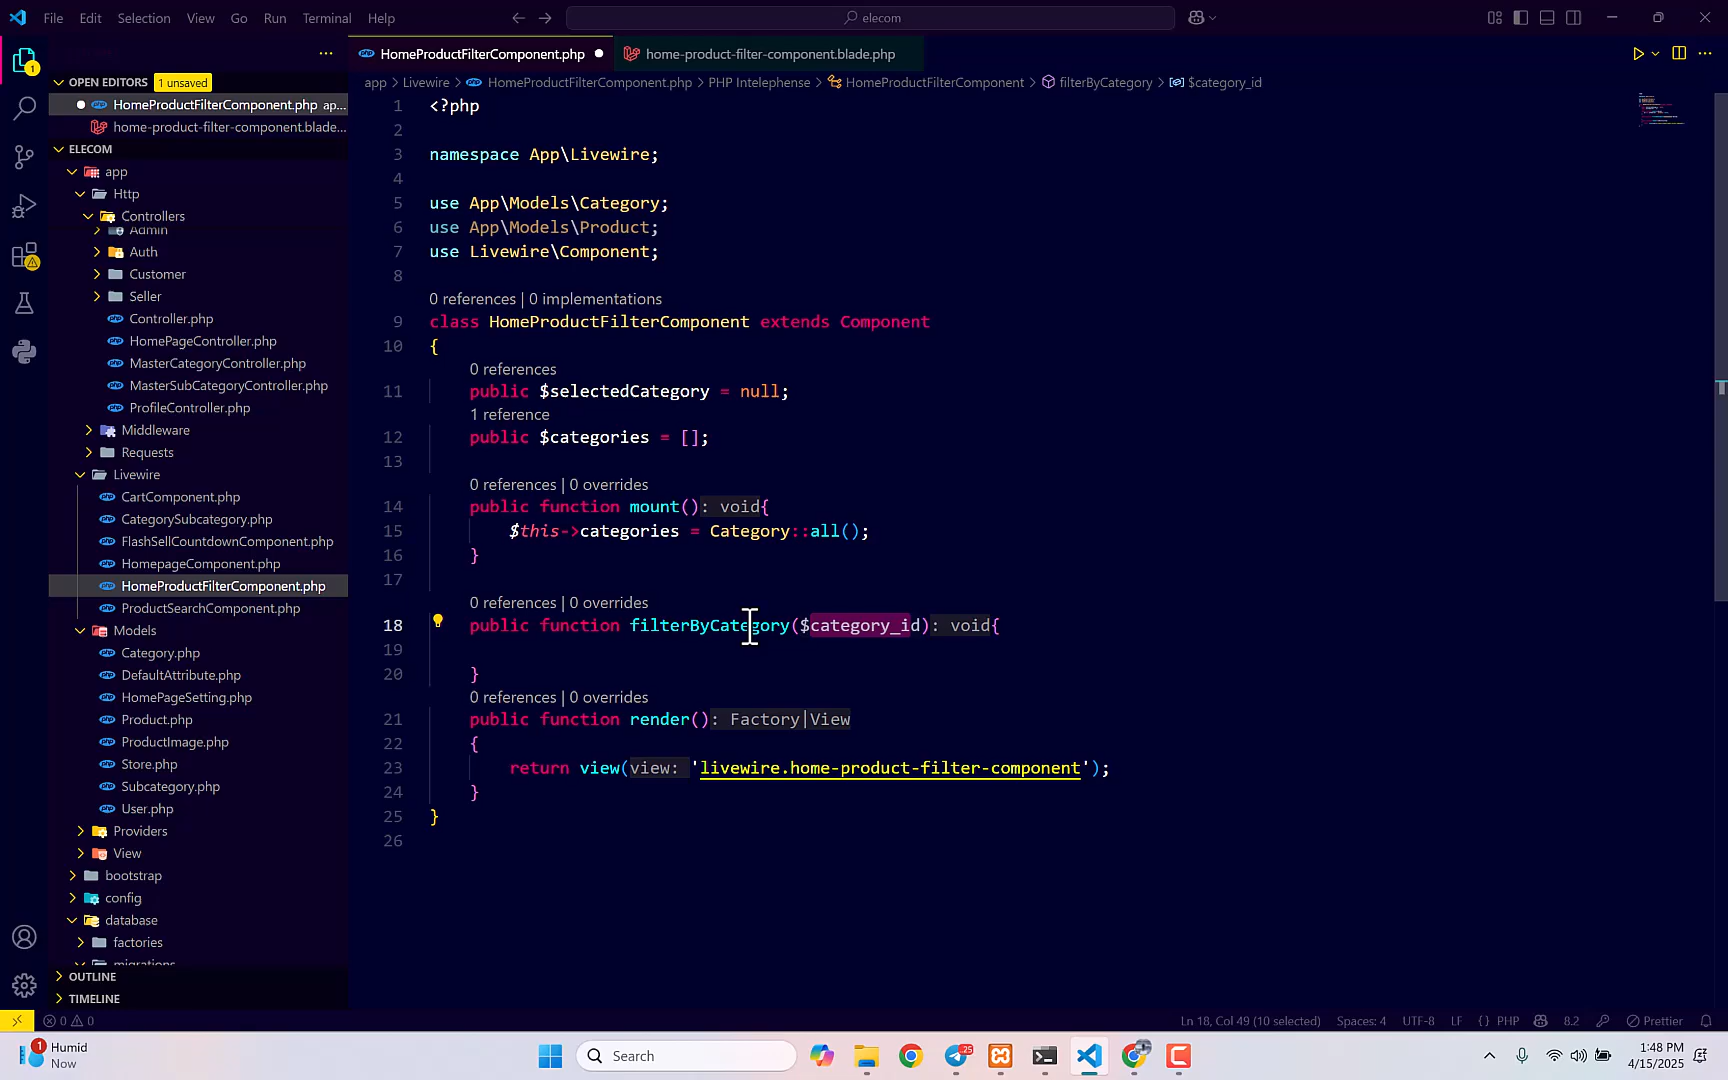 File Edit Selection View Go Run Terminal Help
elecom
HomeProductFilterComponent.php
home-product-filter-component.blade.php
OPEN EDITORS 1 unsaved
HomeProductFilterComponent.php ap...
home-product-filter-component.blade...
ELECOM
app
Http
Controllers
Admin
Auth
Customer
Seller
Controller.php
HomePageController.php
MasterCategoryController.php
MasterSubCategoryController.php
ProfileController.php
Middleware
Requests
Livewire
CartComponent.php
CategorySubcategory.php
FlashSellCountdownComponent.php
HomepageComponent.php
HomeProductFilterComponent.php
ProductSearchComponent.php
Models
Category.php
DefaultAttribute.php
HomePageSetting.php
Product.php
ProductImage.php
Store.php
Subcategory.php
User.php
Providers
View
bootstrap
config
database
factories
migrations
OUTLINE
TIMELINE
app > Livewire > HomeProductFilterComponent.php > PHP Intelephense > HomeProductFilterComponent > filterByCategory > $category_id
1 <?php
2
3 namespace App\Livewire;
4
5 use App\Models\Category;
6 use App\Models\Product;
7 use Livewire\Component;
8
0 references | 0 implementations
9 class HomeProductFilterComponent extends Component
10 {
0 references
11 public $selectedCategory = null;
1 reference
12 public $categories = [];
13
0 references | 0 overrides
14 public function mount(): void{
15 $this->categories = Category::all();
16 }
17
0 references | 0 overrides
18 public function filterByCategory($category_id): void{
19
20 }
0 references | 0 overrides
21 public function render(): Factory|View
22 {
23 return view(view: 'livewire.home-product-filter-component');
24 }
25 }
26
0 0
Ln 18, Col 49 (10 selected) Spaces: 4 UTF-8 LF { } PHP 8.2 Prettier
1 Humid
Now
Search
25
1:48 PM
4/15/2025